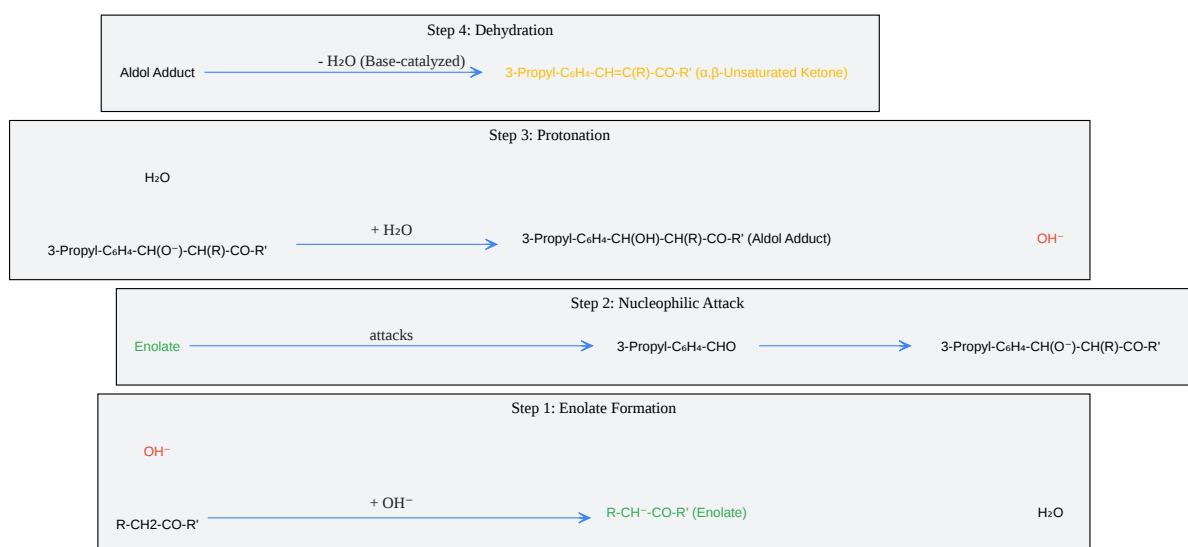 Step 4: Dehydration
- H₂O (Base-catalyzed)
Aldol Adduct
3-Propyl-C₆H₄-CH=C(R)-CO-R' (α,β-Unsaturated Ketone)
Step 3: Protonation
H₂O
+ H₂O
3-Propyl-C₆H₄-CH(O⁻)-CH(R)-CO-R'
3-Propyl-C₆H₄-CH(OH)-CH(R)-CO-R' (Aldol Adduct)
OH⁻
Step 2: Nucleophilic Attack
attacks
Enolate
3-Propyl-C₆H₄-CHO
3-Propyl-C₆H₄-CH(O⁻)-CH(R)-CO-R'
Step 1: Enolate Formation
OH⁻
+ OH⁻
R-CH2-CO-R'
R-CH⁻-CO-R' (Enolate)
H₂O